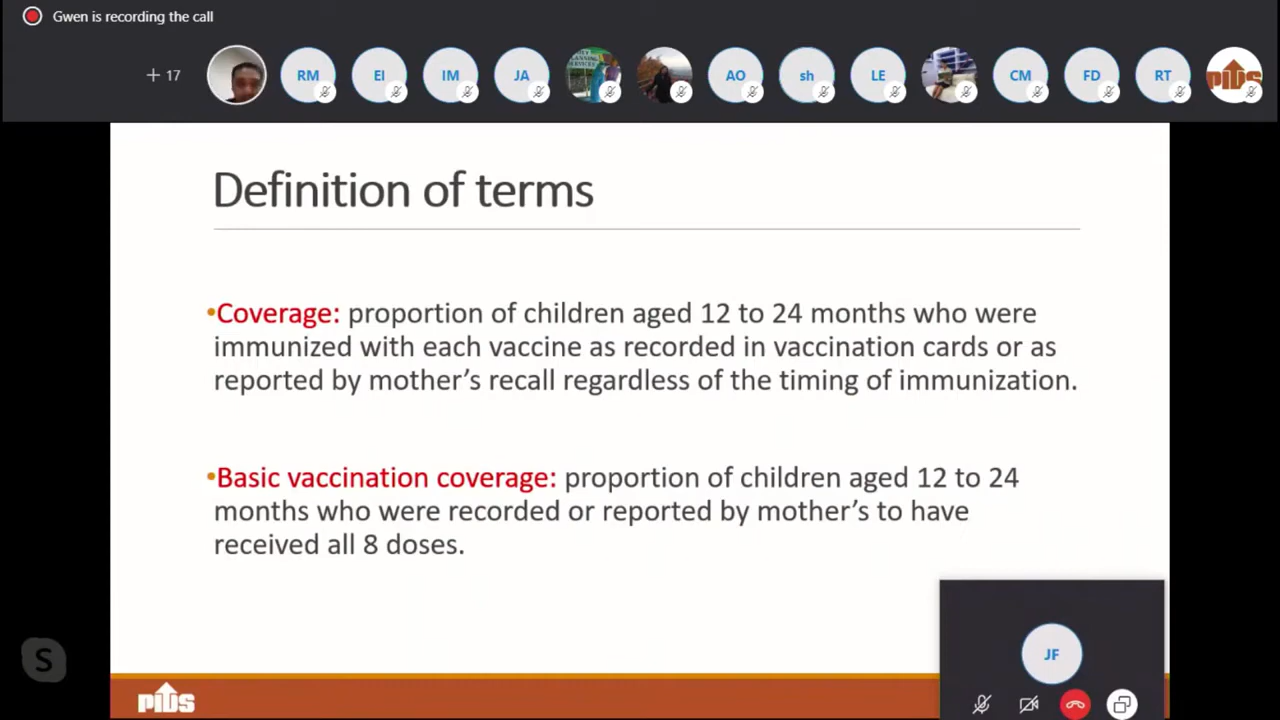 Gwen is recording the call
+ 17
RM
EI
IM
JA
AO
sh
LE
CM
FD
RT
PIDS
Definition of terms
•Coverage: proportion of children aged 12 to 24 months who were
immunized with each vaccine as recorded in vaccination cards or as
reported by mother’s recall regardless of the timing of immunization.
•Basic vaccination coverage: proportion of children aged 12 to 24
months who were recorded or reported by mother’s to have
received all 8 doses.
JF
S
PIDS